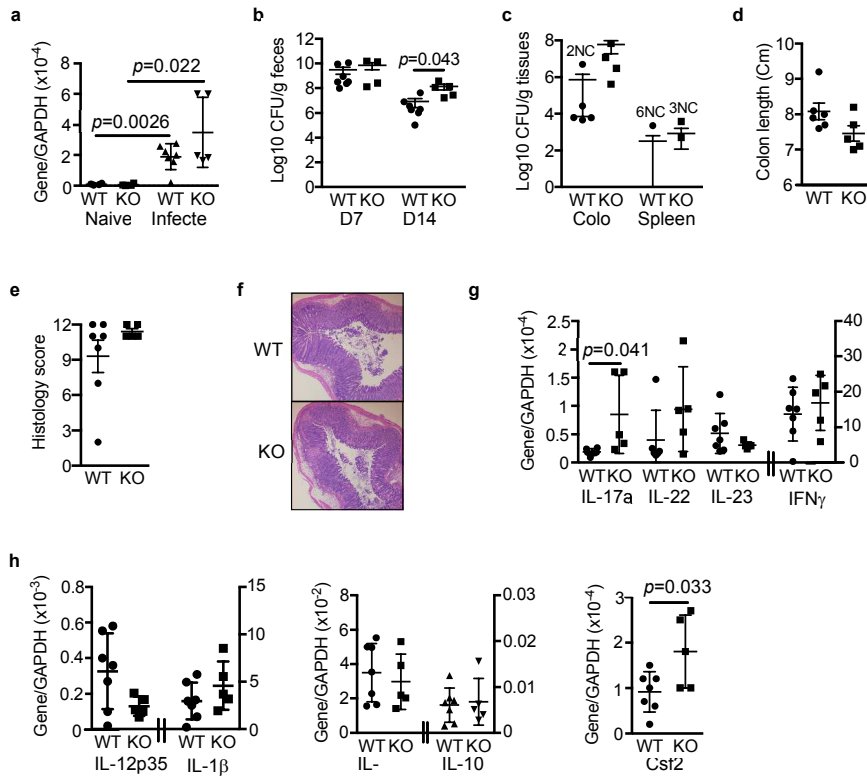 a
Gene/GAPDH (x10-4)
8
6
4
2
0
p=0.022
p=0.0026
WT KO WT KO
Naive Infecte
b
Log10 CFU/g feces
12
10
8
6
4
2
0
p=0.043
WT KO WT KO
D7 D14
c
Log10 CFU/g tissues
8
6
4
2
0
2NC
6NC 3NC
WT KO WT KO
Colo Spleen
d
Colon length (Cm)
10
9
8
7
6
WT KO
e
Histology score
12
9
12
3
0
WT KO
f
WT
KO
g
Gene/GAPDH (x10-4)
2.5
2
1.5
1
0.5
0
40
30
20
10
0
p=0.041
WT KO WT KO WT KO WT KO
IL-17a IL-22 IL-23 IFNγ
h
Gene/GAPDH (x10-3)
0.8
0.6
0.4
0.2
0
15
10
5
0
WT KO WT KO
IL-12p35 IL-1β
Gene/GAPDH (x10-2)
8
6
4
2
0
0.03
0.02
0.01
0
WT KO WT KO
IL- IL-10
Gene/GAPDH (x10-4)
3
2
1
0
p=0.033
WT KO
Csf2